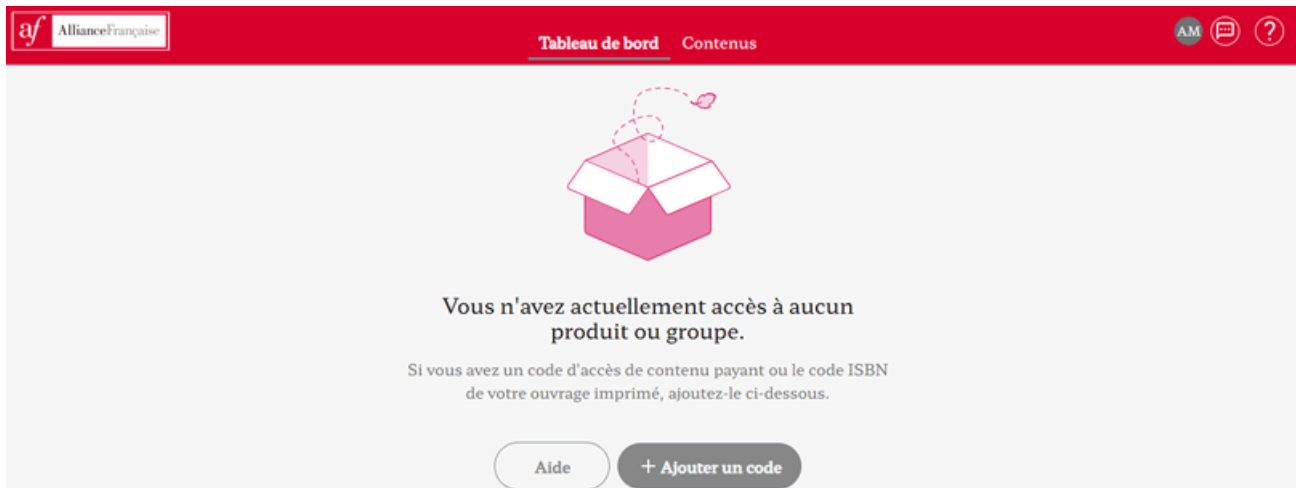 af AllianceFrançaise
Tableau de bord Contenus
AM ?
Vous n'avez actuellement accès à aucun
produit ou groupe.
Si vous avez un code d'accès de contenu payant ou le code ISBN
de votre ouvrage imprimé, ajoutez-le ci-dessous.
Aide + Ajouter un code